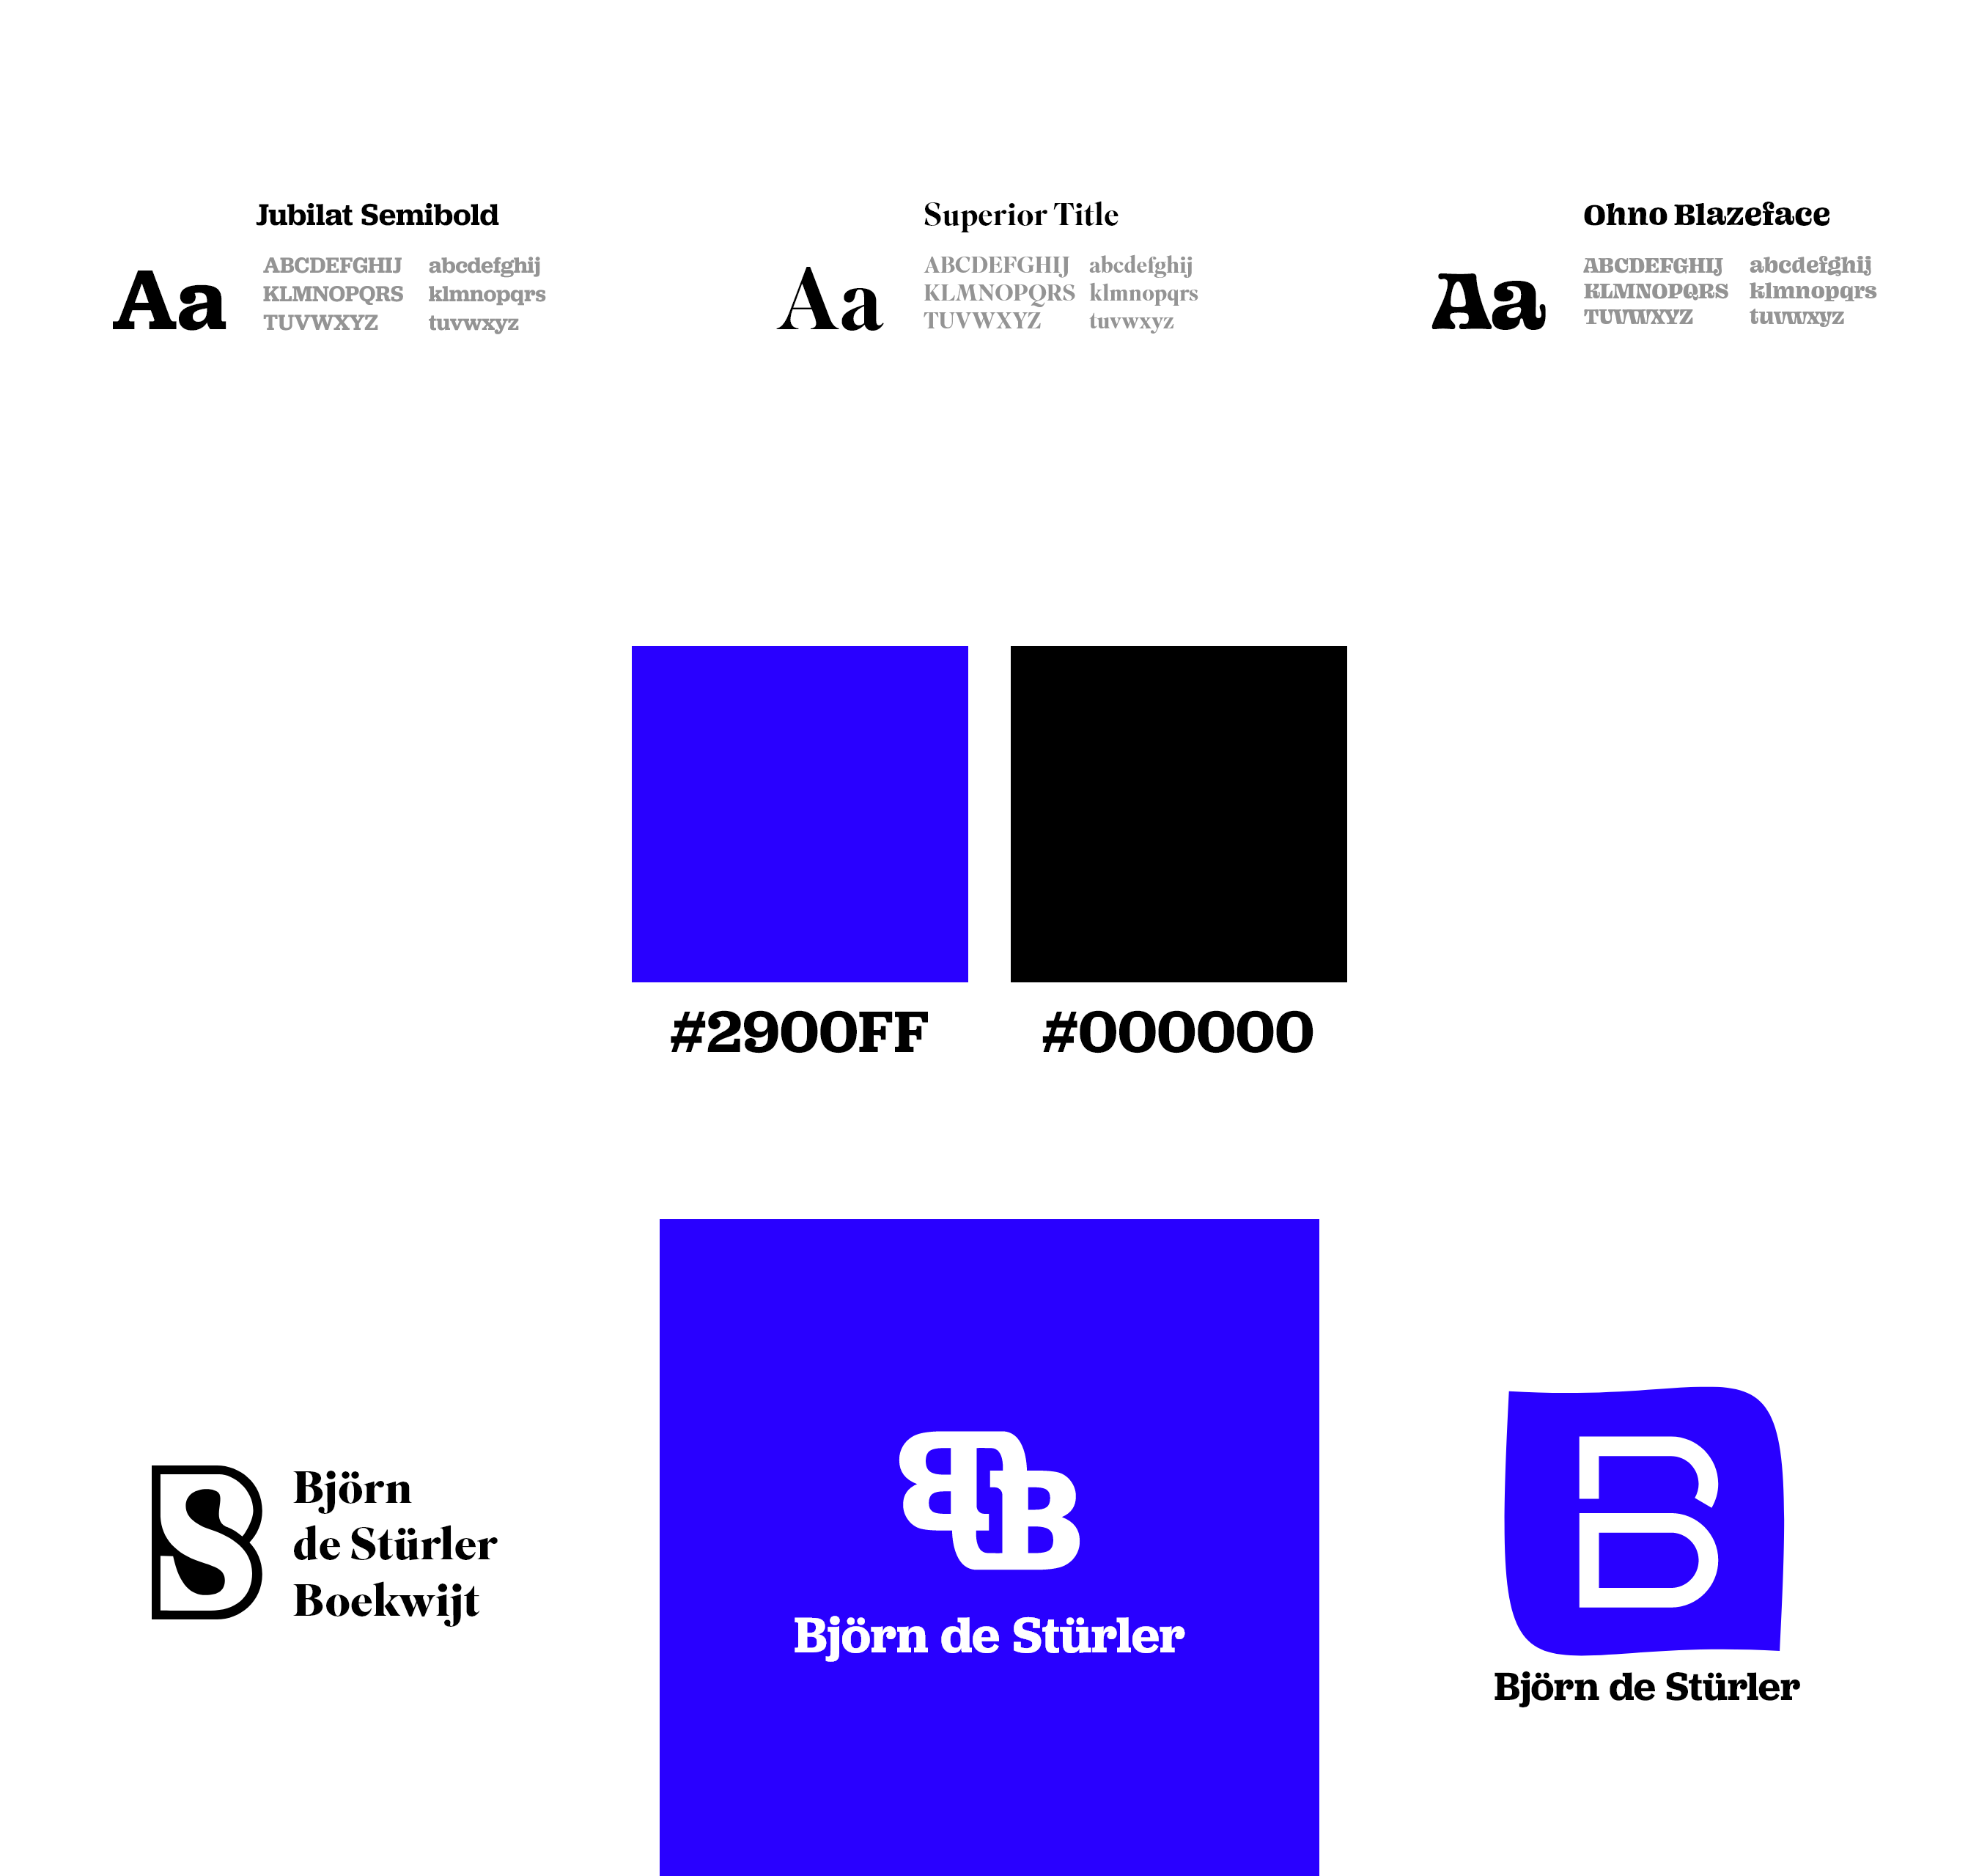 Jubilat Semibold
Aa
ABCDEFGHIJ
KLMNOPQRS
TUVWXYZ
abcdefghij
klmnopqrs
tuvwxyz
Superior Title
Aa
ABCDEFGHIJ
KLMNOPQRS
TUVWXYZ
abcdefghij
klmnopqrs
tuvwxyz
Ohno Blazeface
Aa
ABCDEFGHIJ
KLMNOPQRS
TUVWXYZ
abcdefghij
klmnopqrs
tuvwxyz
#2900FF
#000000
BS
Björn
de Stürler
Boekwijt
BB
Björn de Stürler
B
Björn de Stürler